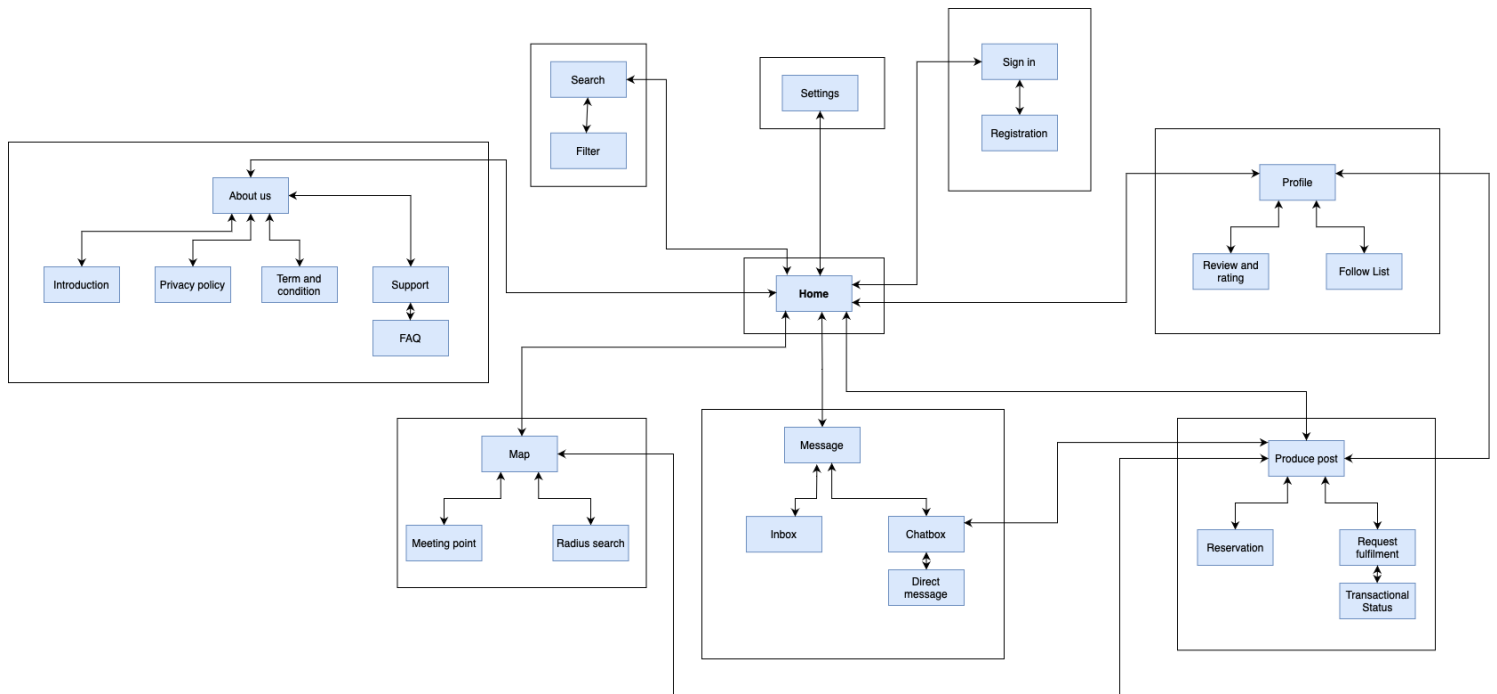 Sign in
Search
Settings
Registration
Filter
About us
Profile
Introduction
Privacy policy
Term and
condition
Support
FAQ
Home
Review and
rating
Follow List
Map
Meeting point
Radius search
Message
Inbox
Chatbox
Direct
message
Produce post
Reservation
Request
fulfilment
Transactional
Status